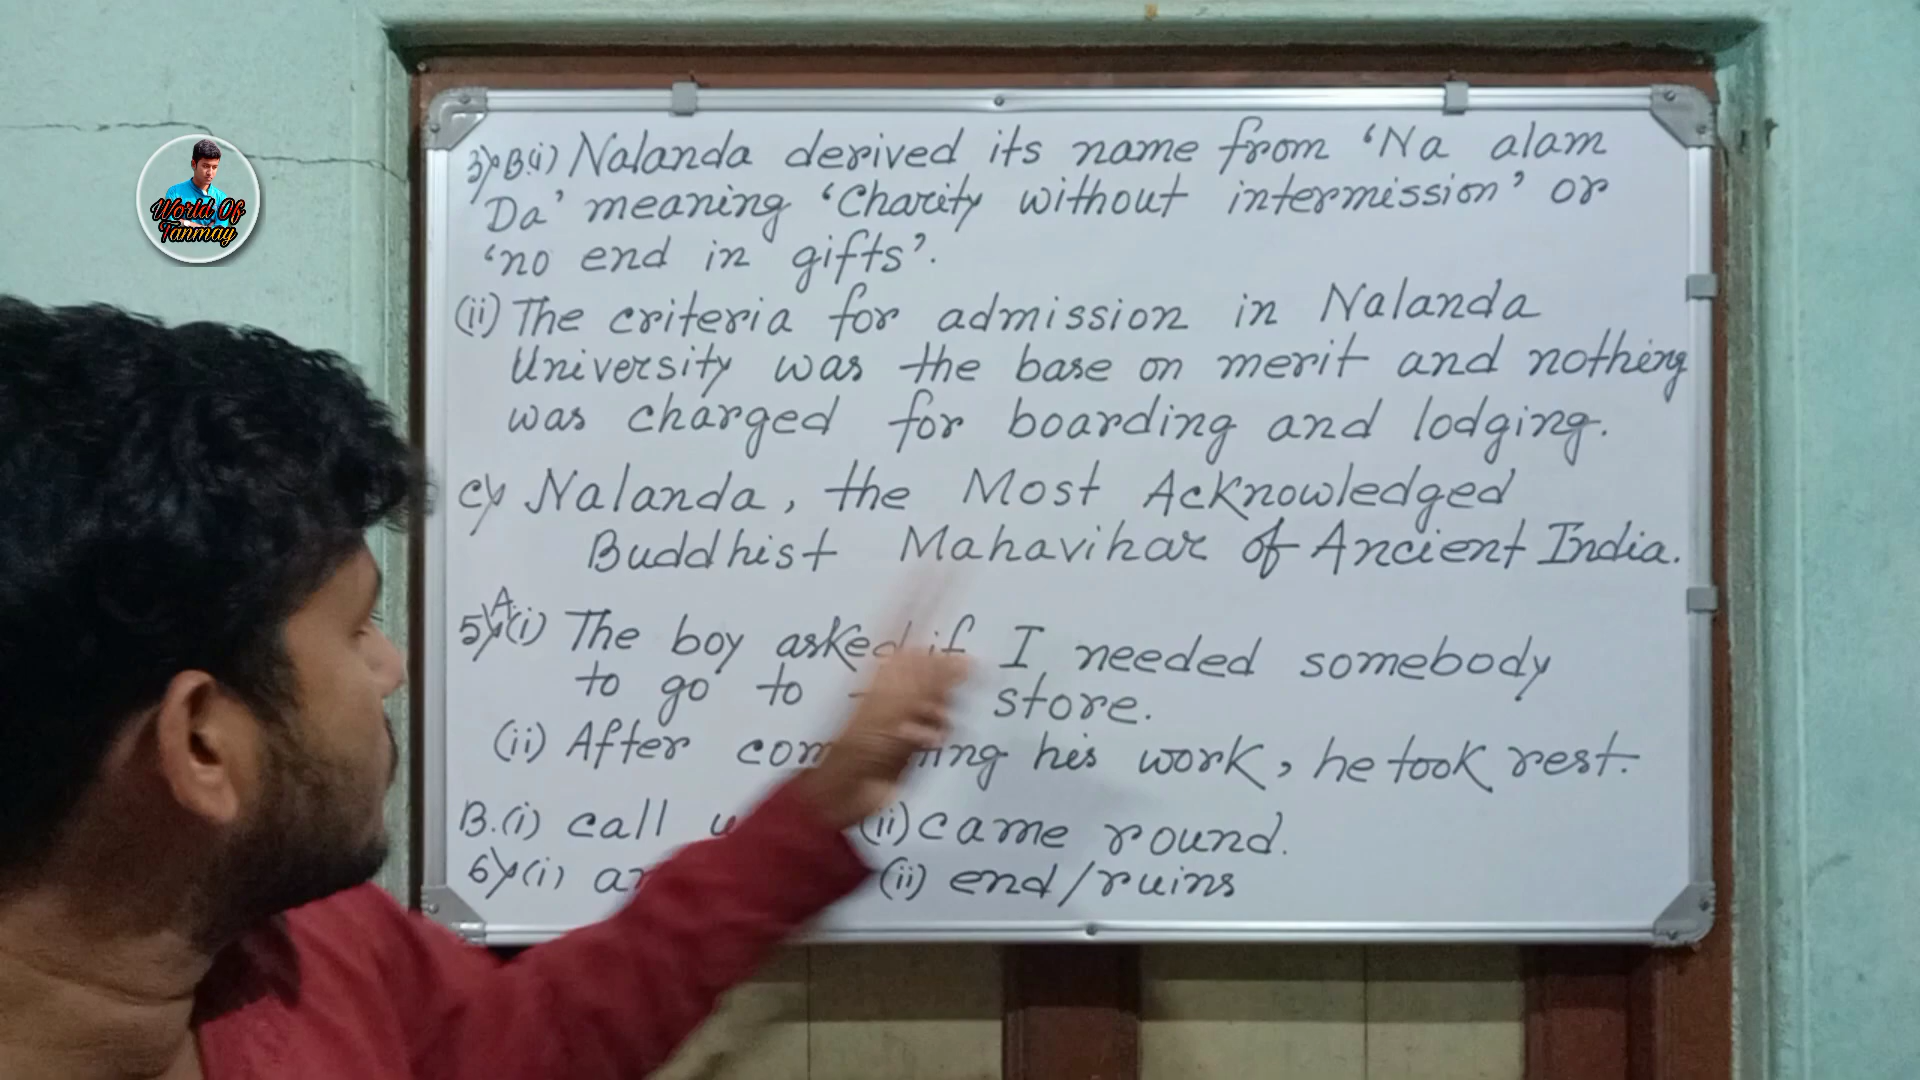 World Of
Tanmay
3) B.(i) Nalanda derived its name from ‘Na alam
Da’ meaning ‘Charity without intermission’ or
‘no end in gifts’.
(ii) The criteria for admission in Nalanda
University was the base on merit and nothing
was charged for boarding and lodging.
C) Nalanda, the Most Acknowledged
Buddhist Mahavihar of Ancient India.
5) A.(i) The boy asked if I needed somebody
to go to store.
(ii) After his work, he took rest.
B.(i) call (ii) came round.
6) (i) (ii) end/ruins